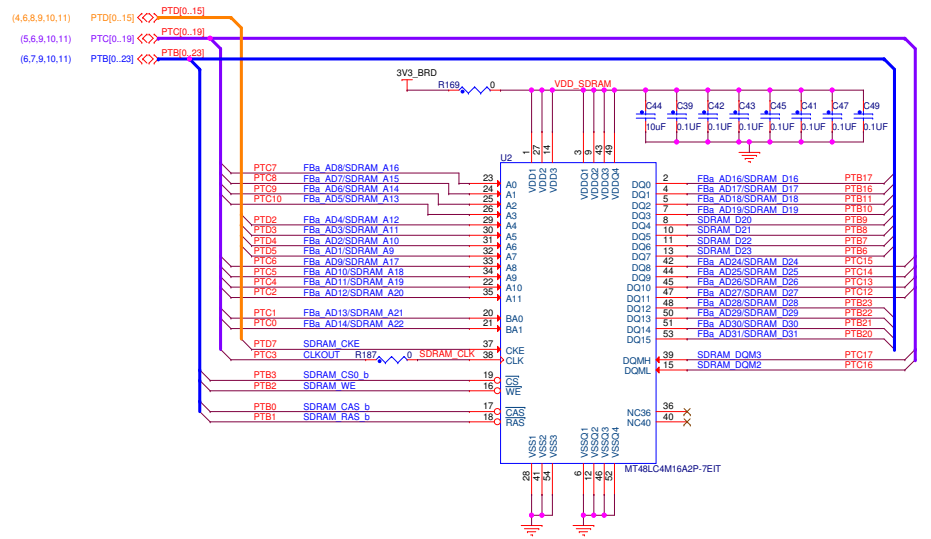 (4,6,8,9,10,11) PTD[0..15] PTD[0..15]
(5,6,9,10,11) PTC[0..19] PTC[0..19]
(6,7,9,10,11) PTB[0..23] PTB[0..23]
3V3_BRD
R169 0 VDD_SDRAM
C44 C39 C42 C43 C45 C41 C47 C49
10uF 0.1UF 0.1UF 0.1UF 0.1UF 0.1UF 0.1UF 0.1UF
1 27 14 3 9 43 49
U2
VDD1 VDD2 VDD3 VDDQ1 VDDQ2 VDDQ3 VDDQ4
PTC7 FBa_AD8/SDRAM_A16 23 A0
PTC8 FBa_AD7/SDRAM_A15 24 A1
PTC9 FBa_AD6/SDRAM_A14 25 A2
PTC10 FBa_AD5/SDRAM_A13 26 A3
PTD2 FBa_AD4/SDRAM_A12 29 A4
PTD3 FBa_AD3/SDRAM_A11 30 A5
PTD4 FBa_AD2/SDRAM_A10 31 A6
PTD5 FBa_AD1/SDRAM_A9 32 A7
PTC6 FBa_AD9/SDRAM_A17 33 A8
PTC5 FBa_AD10/SDRAM_A18 34 A9
PTC4 FBa_AD11/SDRAM_A19 22 A10
PTC2 FBa_AD12/SDRAM_A20 35 A11
PTC1 FBa_AD13/SDRAM_A21 20 BA0
PTC0 FBa_AD14/SDRAM_A22 21 BA1
PTD7 SDRAM_CKE 37 CKE
PTC3 CLKOUT R187 0 SDRAM_CLK 38 CLK
PTB3 SDRAM_CS0_b 19 CS
PTB2 SDRAM_WE 16 WE
PTB0 SDRAM_CAS_b 17 CAS
PTB1 SDRAM_RAS_b 18 RAS
DQ0 2 FBa_AD16/SDRAM_D16 PTB17
DQ1 4 FBa_AD17/SDRAM_D17 PTB16
DQ2 5 FBa_AD18/SDRAM_D18 PTB11
DQ3 7 FBa_AD19/SDRAM_D19 PTB10
DQ4 8 SDRAM_D20 PTB9
DQ5 10 SDRAM_D21 PTB8
DQ6 11 SDRAM_D22 PTB7
DQ7 13 SDRAM_D23 PTB6
DQ8 42 FBa_AD24/SDRAM_D24 PTC15
DQ9 44 FBa_AD25/SDRAM_D25 PTC14
DQ10 45 FBa_AD26/SDRAM_D26 PTC13
DQ11 47 FBa_AD27/SDRAM_D27 PTC12
DQ12 48 FBa_AD28/SDRAM_D28 PTB23
DQ13 50 FBa_AD29/SDRAM_D29 PTB22
DQ14 51 FBa_AD30/SDRAM_D30 PTB21
DQ15 53 FBa_AD31/SDRAM_D31 PTB20
DQMH 39 SDRAM_DQM3 PTC17
DQML 15 SDRAM_DQM2 PTC16
NC36 36
NC40 40
VSS1 VSS2 VSS3 VSSQ1 VSSQ2 VSSQ3 VSSQ4
MT48LC4M16A2P-7EIT
28 41 54 6 12 46 52